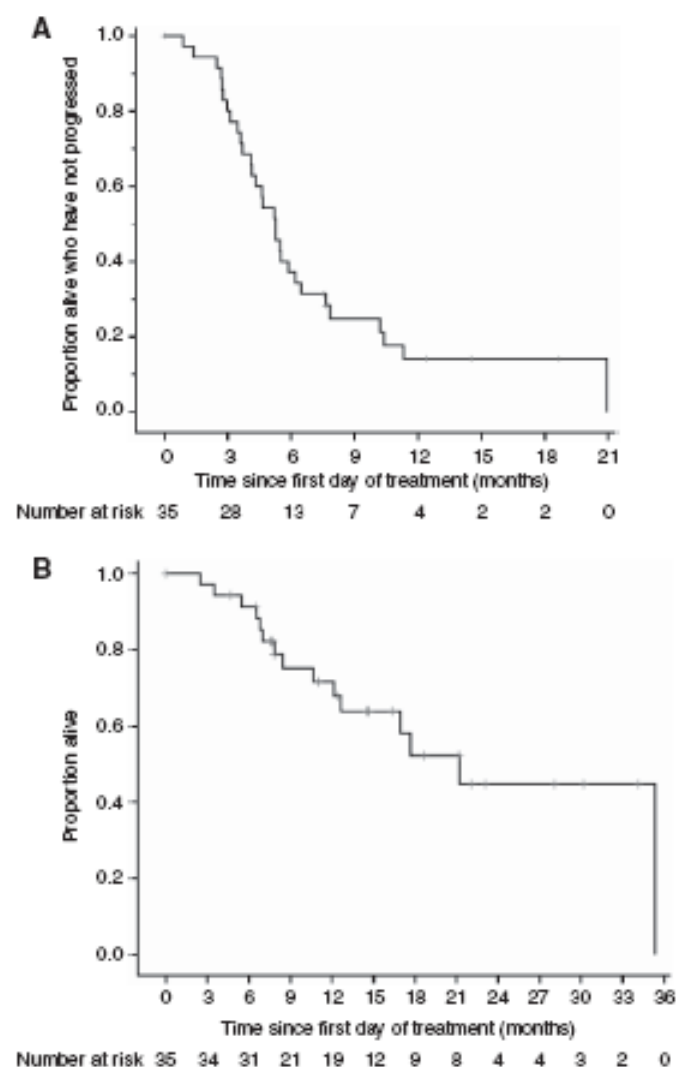 A
Proportion alive who have not progressed
1.0
0.8
0.6
0.4
0.2
0.0
0 3 6 9 12 15 18 21
Time since first day of treatment (months)
Number at risk 35 28 13 7 4 2 2 0
B
Proportion alive
1.0
0.8
0.6
0.4
0.2
0.0
0 3 6 9 12 15 18 21 24 27 30 33 36
Time since first day of treatment (months)
Number at risk 35 34 31 21 19 12 9 8 4 4 3 2 0